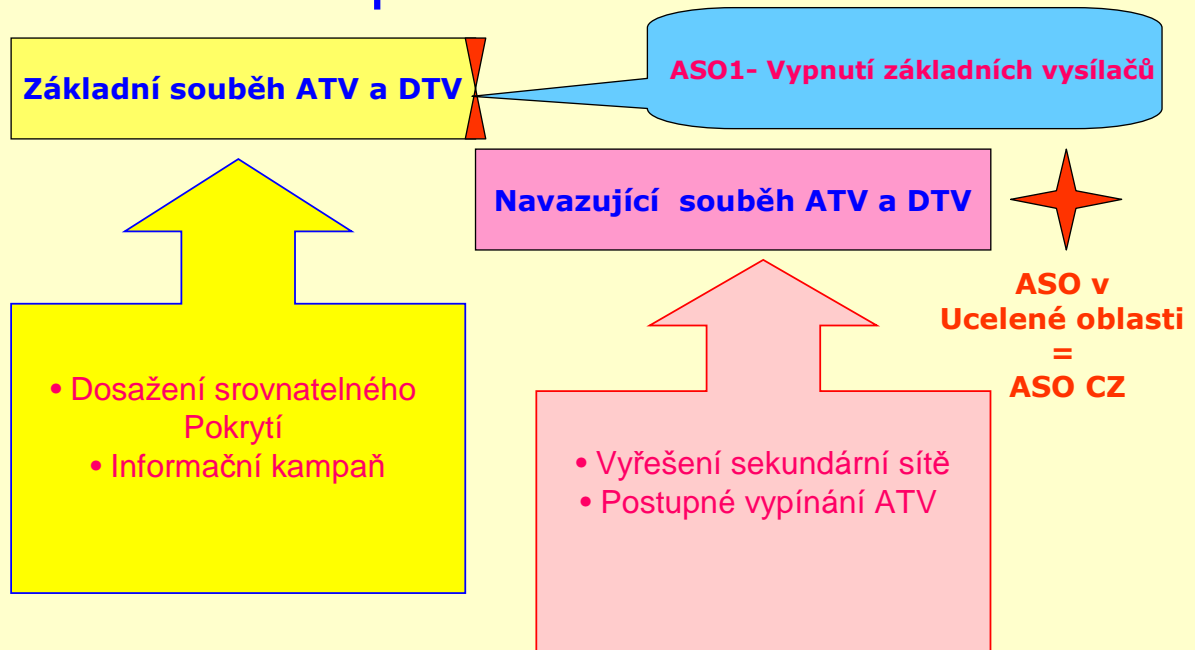 Základní souběh ATV a DTV
ASO1- Vypnutí základních vysílačů
Navazující souběh ATV a DTV
ASO v
Ucelené oblasti
=
ASO CZ
• Dosažení srovnatelného
Pokrytí
• Informační kampaň
• Vyřešení sekundární sítě
• Postupné vypínání ATV